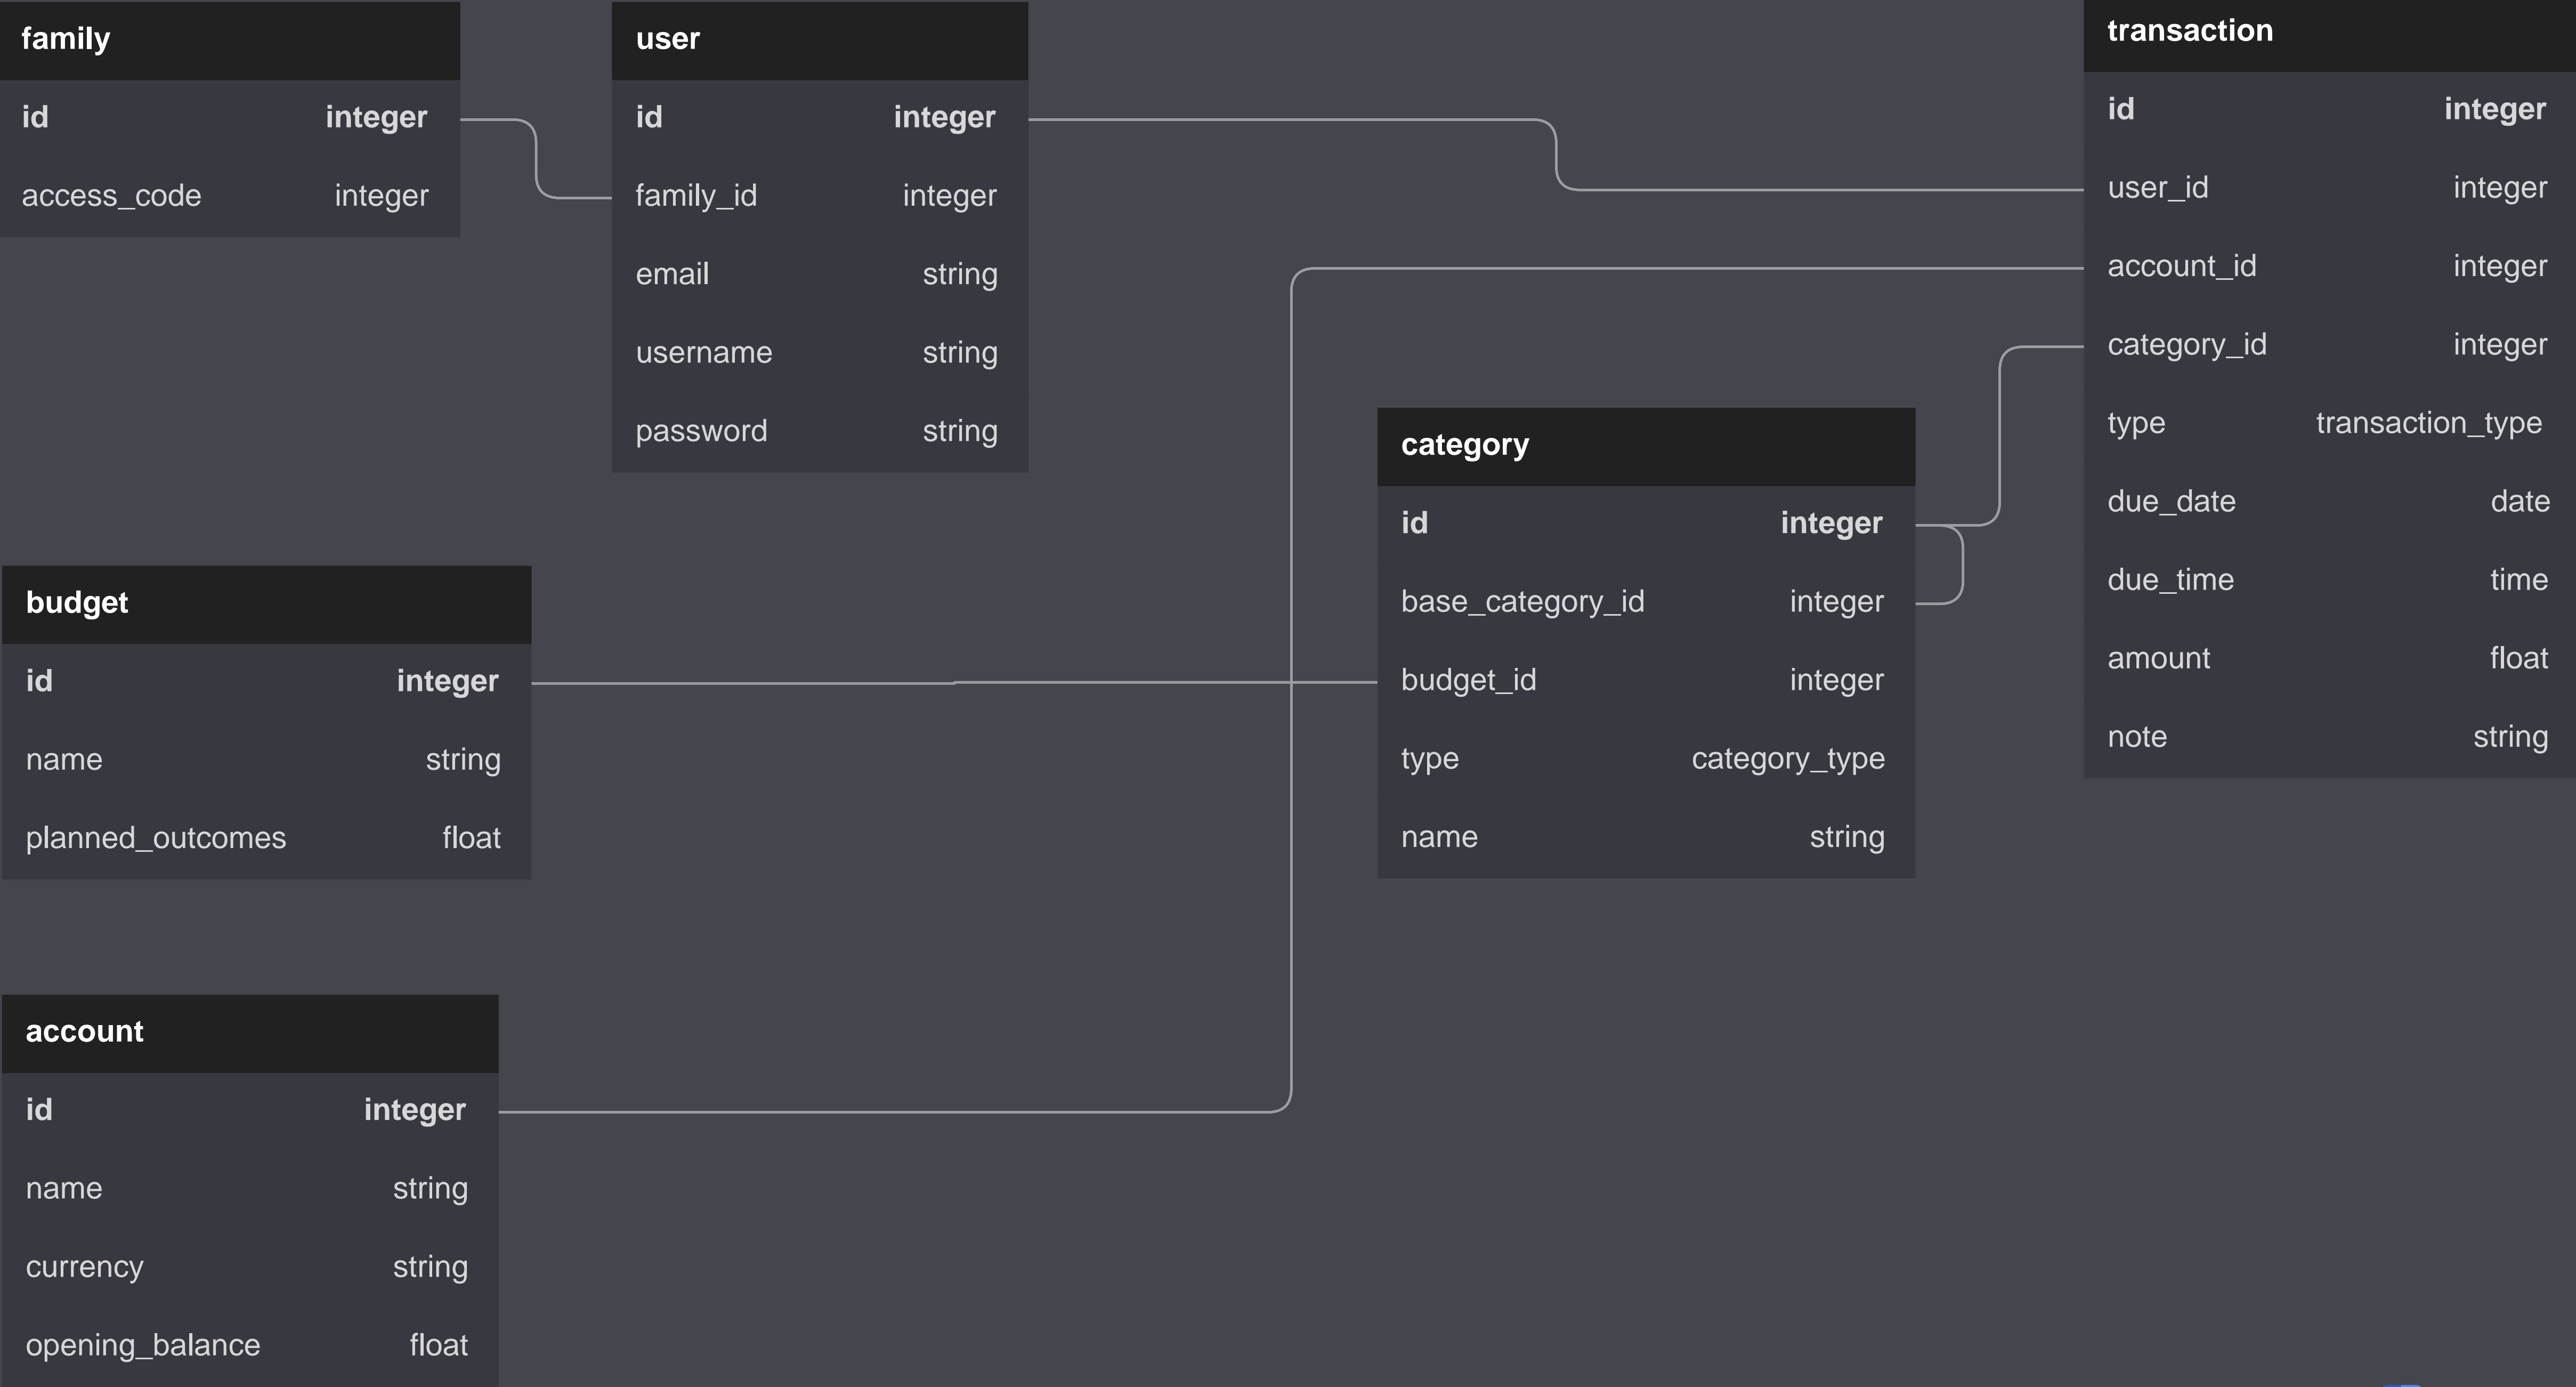 family
id integer
access_code integer
user
id integer
family_id integer
email string
username string
password string
transaction
id integer
user_id integer
account_id integer
category_id integer
type transaction_type
due_date date
due_time time
amount float
note string
category
id integer
base_category_id integer
budget_id integer
type category_type
name string
budget
id integer
name string
planned_outcomes float
account
id integer
name string
currency string
opening_balance float